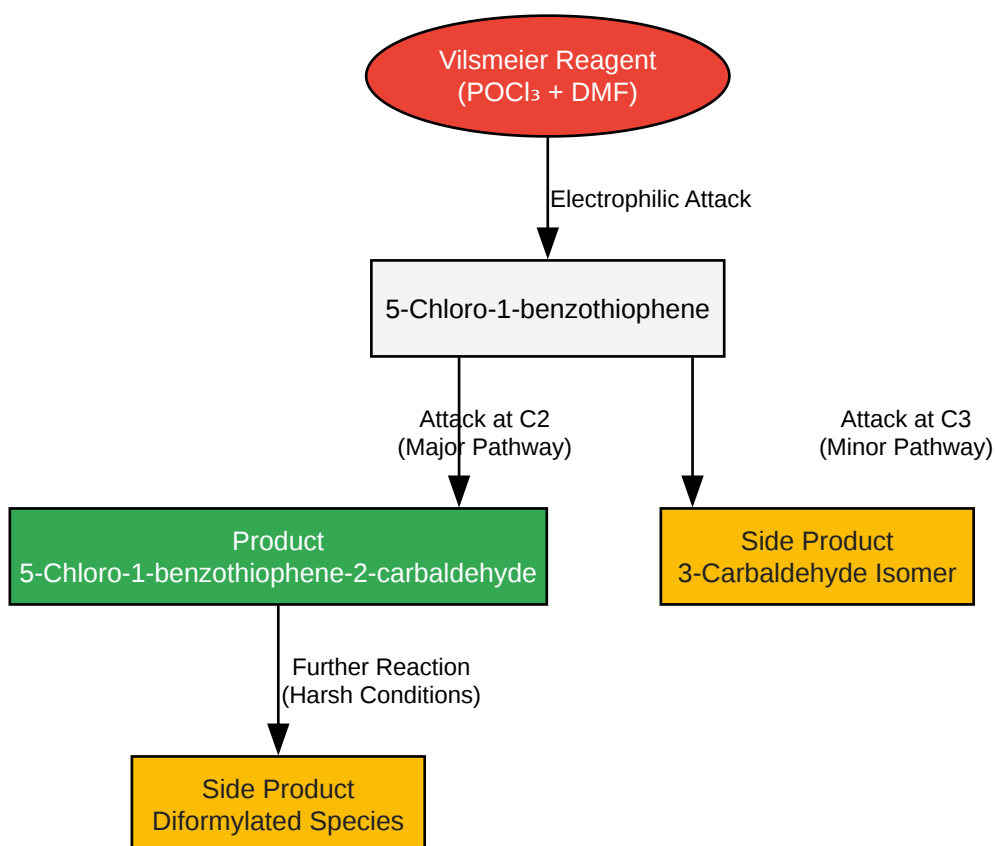 Vilsmeier Reagent
(POCl₃ + DMF)
Electrophilic Attack
5-Chloro-1-benzothiophene
Attack at C2
(Major Pathway)
Attack at C3
(Minor Pathway)
Product
5-Chloro-1-benzothiophene-2-carbaldehyde
Side Product
3-Carbaldehyde Isomer
Further Reaction
(Harsh Conditions)
Side Product
Diformylated Species